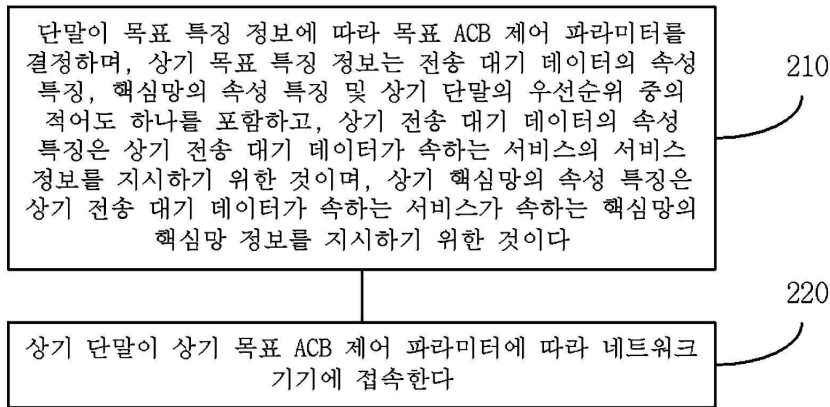 단말이 목표 특징 정보에 따라 목표 ACB 제어 파라미터를
결정하며, 상기 목표 특징 정보는 전송 대기 데이터의 속성
특징, 핵심망의 속성 특징 및 상기 단말의 우선순위 중의
적어도 하나를 포함하고, 상기 전송 대기 데이터의 속성
특징은 상기 전송 대기 데이터가 속하는 서비스의 서비스
정보를 지시하기 위한 것이며, 상기 핵심망의 속성 특징은
상기 전송 대기 데이터가 속하는 서비스가 속하는 핵심망의
핵심망 정보를 지시하기 위한 것이다
210
상기 단말이 상기 목표 ACB 제어 파라미터에 따라 네트워크
기기에 접속한다
220